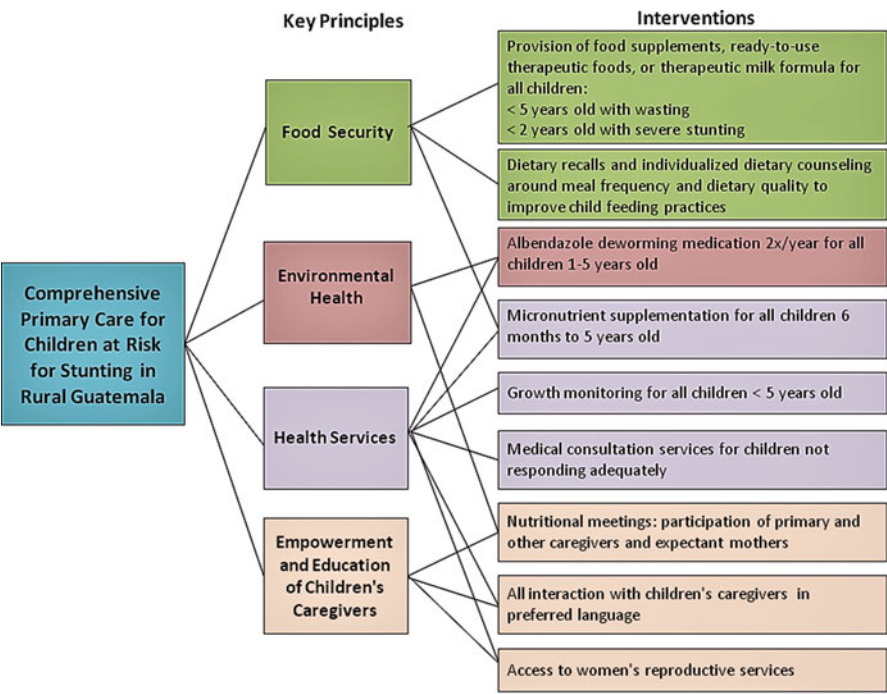 Key Principles
Interventions
Comprehensive
Primary Care for
Children at Risk
for Stunting in
Rural Guatemala
Food Security
Environmental
Health
Health Services
Empowerment
and Education
of Children's
Caregivers
Provision of food supplements, ready-to-use
therapeutic foods, or therapeutic milk formula for
all children:
< 5 years old with wasting
< 2 years old with severe stunting
Dietary recalls and individualized dietary counseling
around meal frequency and dietary quality to
improve child feeding practices
Albendazole deworming medication 2x/year for all
children 1-5 years old
Micronutrient supplementation for all children 6
months to 5 years old
Growth monitoring for all children < 5 years old
Medical consultation services for children not
responding adequately
Nutritional meetings: participation of primary and
other caregivers and expectant mothers
All interaction with children's caregivers in
preferred language
Access to women's reproductive services